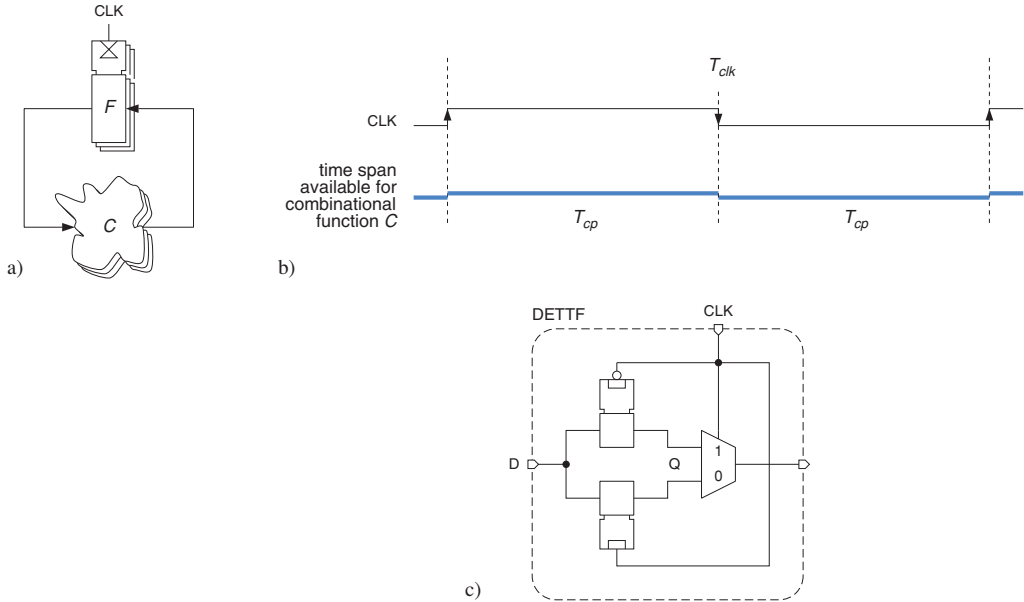 CLK
F
C
a)
T_clk
CLK
time span
available for
combinational
function C
T_cp
T_cp
b)
DETTF
CLK
D
Q
1
0
c)